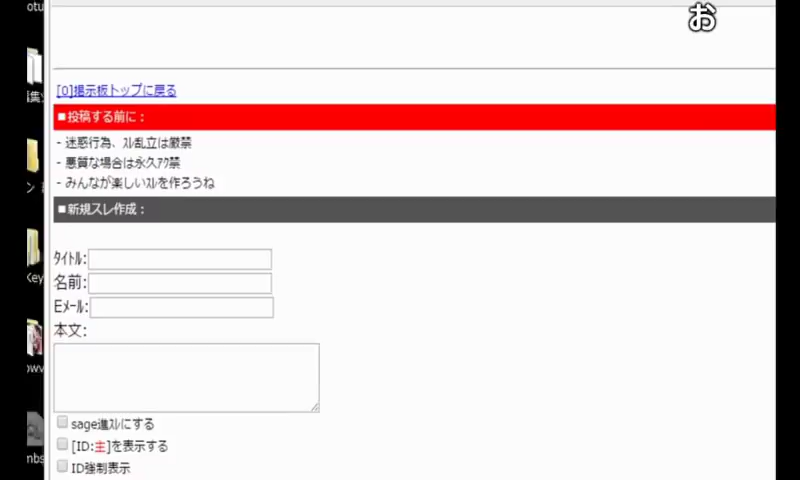 お
[0]掲示板トップに戻る
■投稿する前に：
- 迷惑行為、ｽﾚ乱立は厳禁
- 悪質な場合は永久ｱｸ禁
- みんなが楽しいｽﾚを作ろうね
■新規スレ作成：
ﾀｲﾄﾙ:
名前:
Eﾒｰﾙ:
本文:
sage進ｽﾚにする
[ID:主]を表示する
ID強制表示
otu
Key